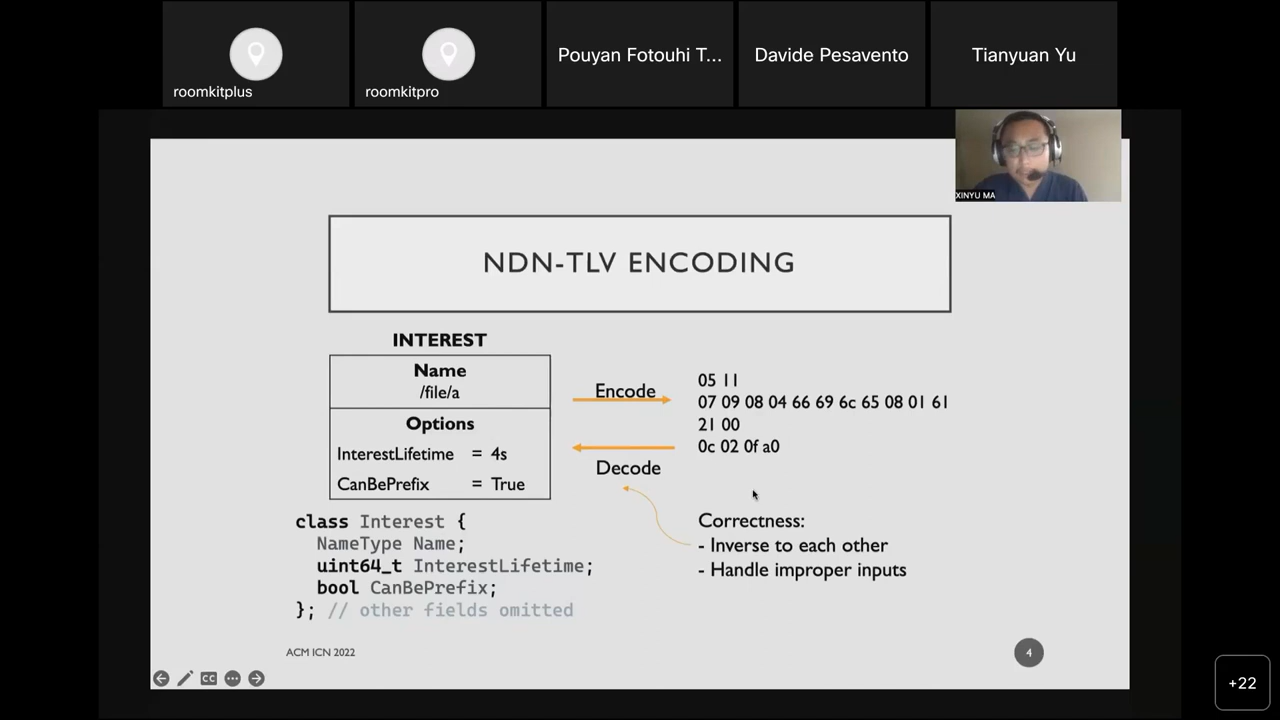 roomkitplus
roomkitpro
Pouyan Fotouhi T...
Davide Pesavento
Tianyuan Yu
XINYU MA
NDN-TLV ENCODING
INTEREST
Name
/file/a
Options
InterestLifetime = 4s
CanBePrefix = True
Encode
Decode
05 11
07 09 08 04 66 69 6c 65 08 01 61
21 00
0c 02 0f a0
class Interest {
NameType Name;
uint64_t InterestLifetime;
bool CanBePrefix;
}; // other fields omitted
Correctness:
- Inverse to each other
- Handle improper inputs
ACM ICN 2022
4
CC
+22